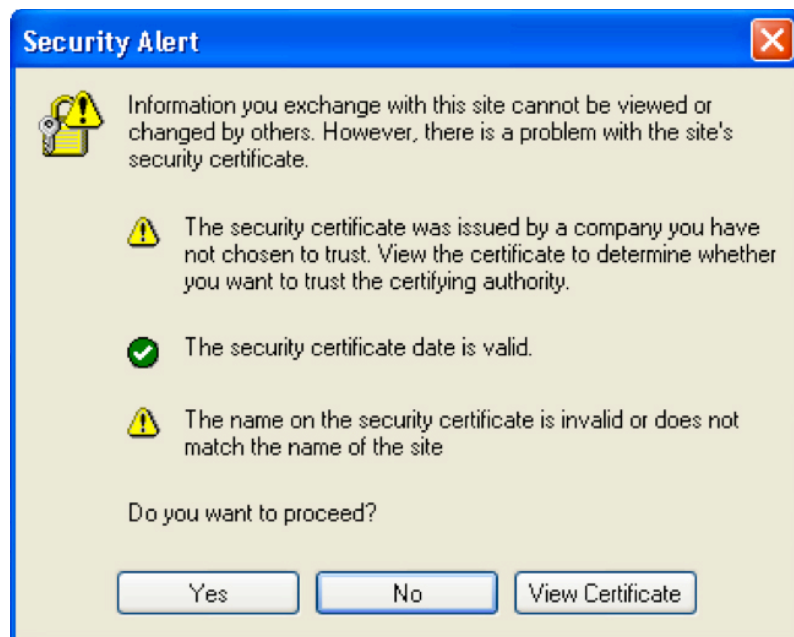 Security Alert
Information you exchange with this site cannot be viewed or
changed by others. However, there is a problem with the site's
security certificate.
The security certificate was issued by a company you have
not chosen to trust. View the certificate to determine whether
you want to trust the certifying authority.
The security certificate date is valid.
The name on the security certificate is invalid or does not
match the name of the site
Do you want to proceed?
Yes No View Certificate